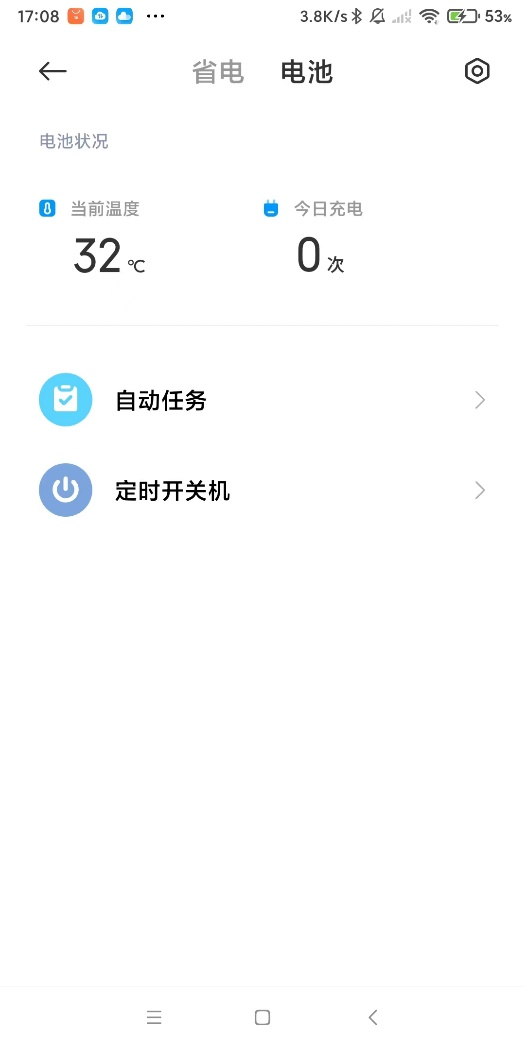 17:08 ··· 3.8K/s 53%
省电 电池
电池状况
当前温度 今日充电
32 ℃ 0 次
自动任务
定时开关机